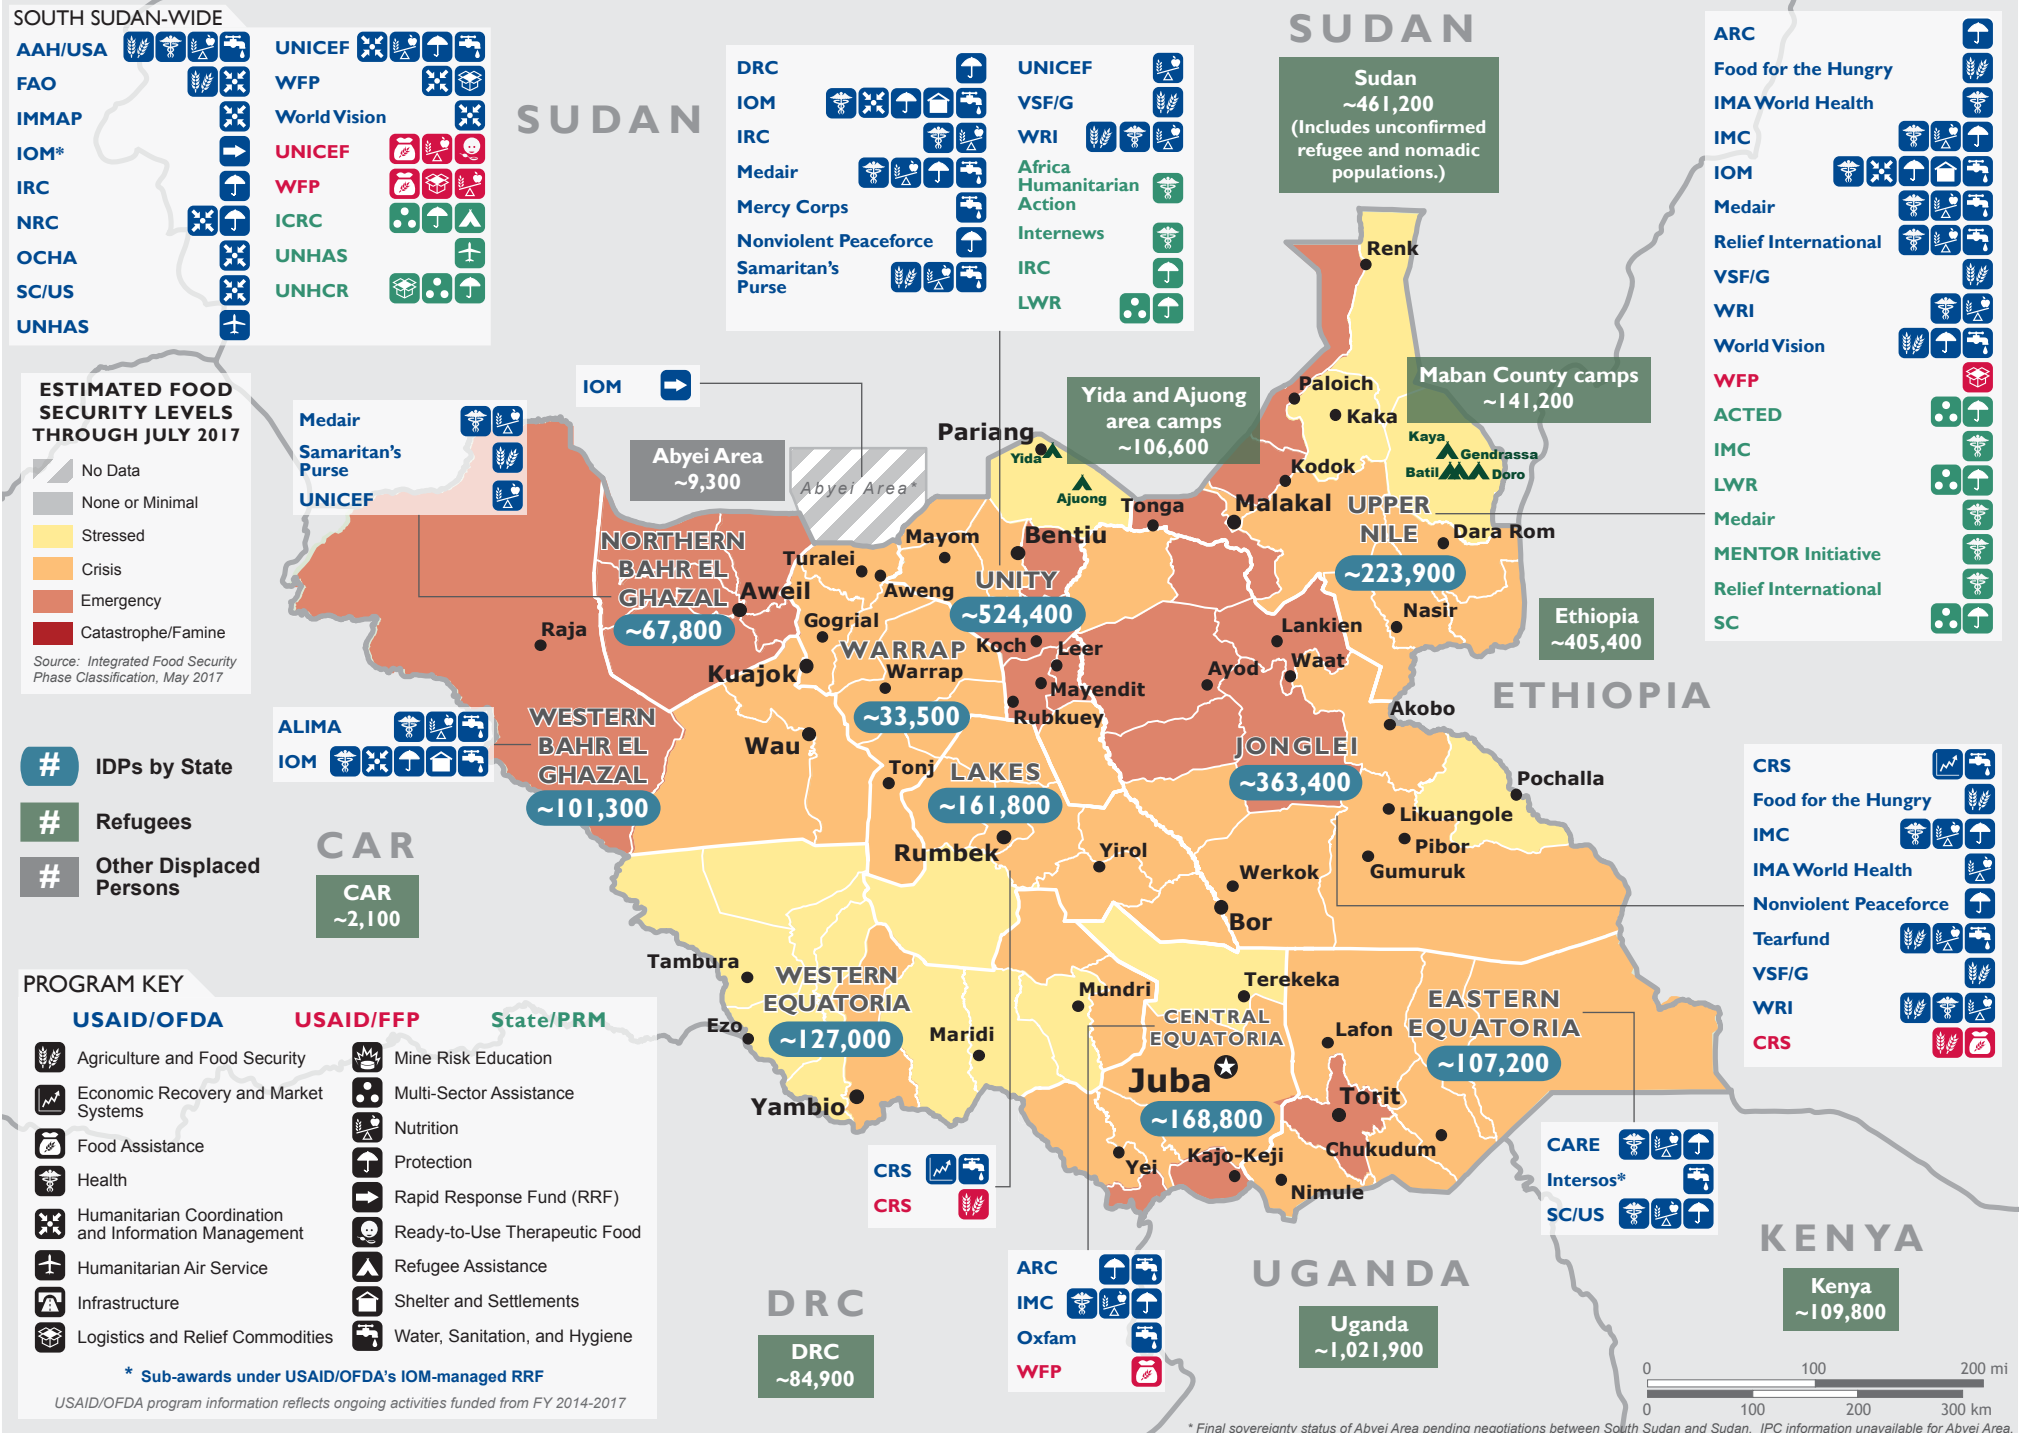 SOUTH SUDAN-WIDE
AAH/USA
FAO
IMMAP
IOM*
IRC
NRC
OCHA
SC/US
UNHAS
UNICEF
WFP
World Vision
UNICEF
WFP
ICRC
UNHAS
UNHCR
SUDAN
DRC
IOM
IRC
Medair
Mercy Corps
Nonviolent Peaceforce
Samaritan's
Purse
UNICEF
VSF/G
WRI
Africa
Humanitarian
Action
Internews
IRC
LWR
SUDAN
Sudan
~461,200
(Includes unconfirmed
refugee and nomadic
populations.)
ARC
Food for the Hungry
IMA World Health
IMC
IOM
Medair
Relief International
VSF/G
WRI
World Vision
WFP
ACTED
IMC
LWR
Medair
MENTOR Initiative
Relief International
SC
ESTIMATED FOOD
SECURITY LEVELS
THROUGH JULY 2017
No Data
None or Minimal
Stressed
Crisis
Emergency
Catastrophe/Famine
Source: Integrated Food Security
Phase Classification, May 2017
Medair
Samaritan's
Purse
UNICEF
IOM
Abyei Area
~9,300
Abyei Area*
Yida and Ajuong
area camps
~106,600
Maban County camps
~141,200
Renk
Paloich
Kaka
Kaya
Gendrassa
Batil
Doro
Pariang
Yida
Ajuong
Kodok
Tonga
Malakal
UPPER
NILE
~223,900
Dara Rom
Nasir
Ethiopia
~405,400
ETHIOPIA
NORTHERN
BAHR EL
GHAZAL
~67,800
Aweil
Raja
Turalei
Mayom
Bentiu
Aweng
UNITY
~524,400
Gogrial
WARRAP
Warrap
~33,500
Kuajok
Koch
Leer
Mayendit
Rubkuey
Lankien
Waat
Ayod
Akobo
JONGLEI
~363,400
Pochalla
Likuangole
Pibor
Gumuruk
ALIMA
IOM
WESTERN
BAHR EL
GHAZAL
~101,300
Wau
Tonj
LAKES
~161,800
Rumbek
Yirol
Werkok
Bor
# IDPs by State
# Refugees
# Other Displaced
Persons
CAR
CAR
~2,100
CRS
Food for the Hungry
IMC
IMA World Health
Nonviolent Peaceforce
Tearfund
VSF/G
WRI
CRS
Tambura
WESTERN
EQUATORIA
~127,000
Ezo
Maridi
Yambio
Mundri
Terekeka
CENTRAL
EQUATORIA
Juba
~168,800
Yei
Kajo-Keji
Nimule
Lafon
EASTERN
EQUATORIA
~107,200
Torit
Chukudum
PROGRAM KEY
USAID/OFDA USAID/FFP State/PRM
Agriculture and Food Security
Economic Recovery and Market
Systems
Food Assistance
Health
Humanitarian Coordination
and Information Management
Humanitarian Air Service
Infrastructure
Logistics and Relief Commodities
Mine Risk Education
Multi-Sector Assistance
Nutrition
Protection
Rapid Response Fund (RRF)
Ready-to-Use Therapeutic Food
Refugee Assistance
Shelter and Settlements
Water, Sanitation, and Hygiene
* Sub-awards under USAID/OFDA's IOM-managed RRF
USAID/OFDA program information reflects ongoing activities funded from FY 2014-2017
CRS
CRS
ARC
IMC
Oxfam
WFP
CARE
Intersos*
SC/US
DRC
DRC
~84,900
UGANDA
Uganda
~1,021,900
KENYA
Kenya
~109,800
0 100 200 mi
0 100 200 300 km
* Final sovereignty status of Abyei Area pending negotiations between South Sudan and Sudan. IPC information unavailable for Abyei Area.